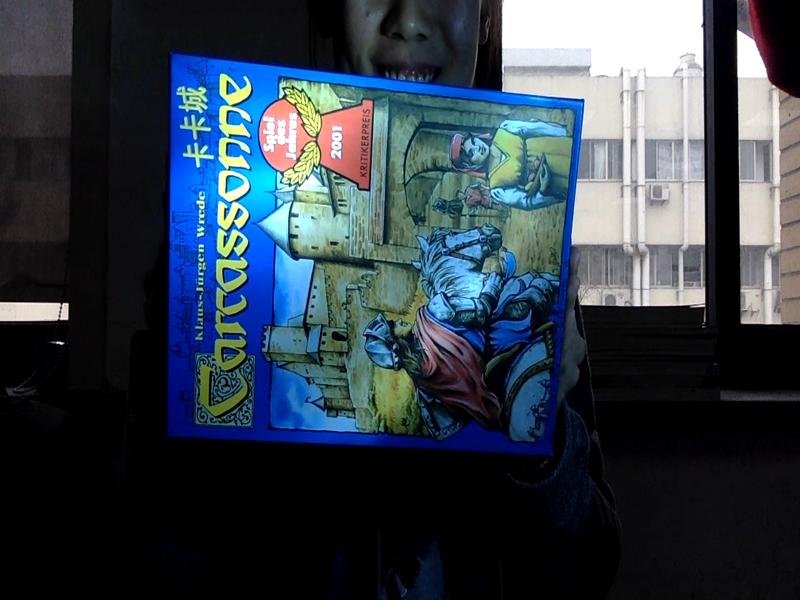 Klaus-Jürgen Wrede
卡卡城
Carcassonne
Spiel
des
Jahres
2001
KRITIKERPREIS